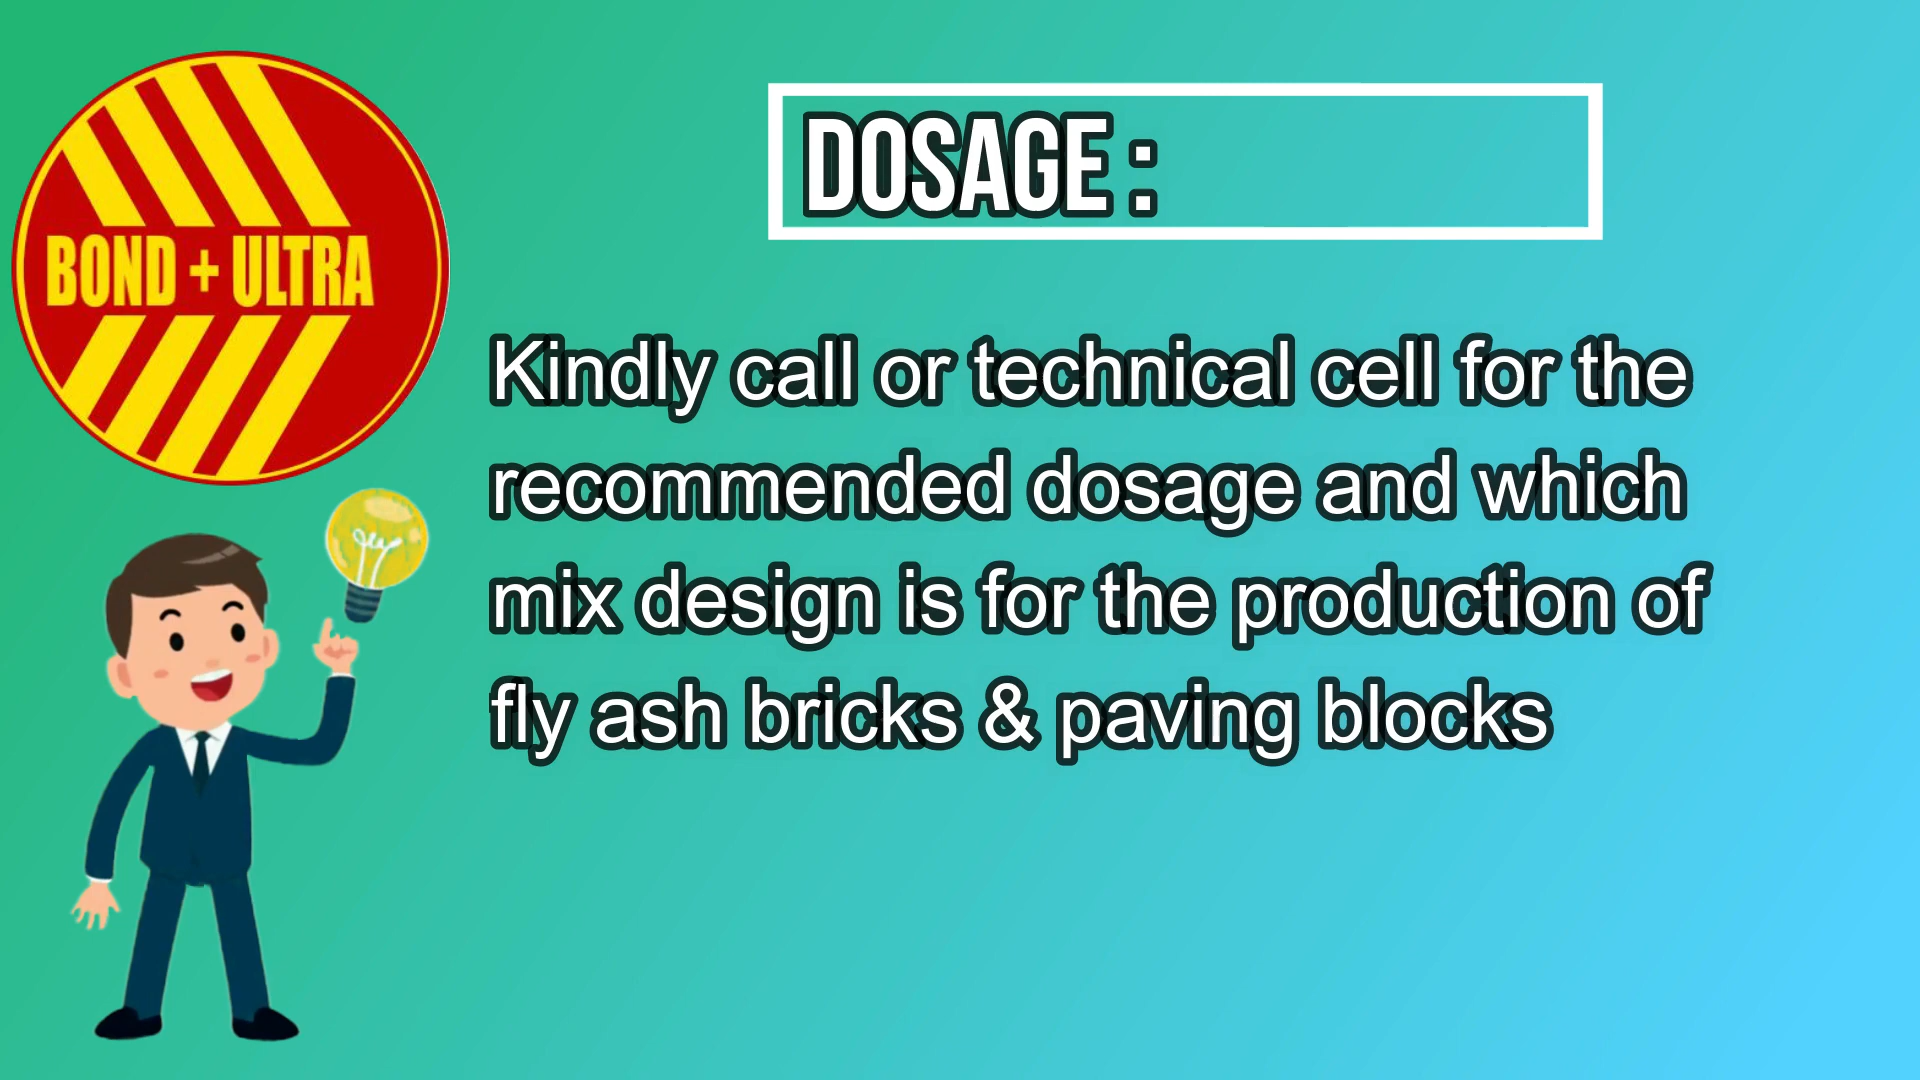 BOND + ULTRA
DOSAGE :
Kindly call or technical cell for the
recommended dosage and which
mix design is for the production of
fly ash bricks & paving blocks